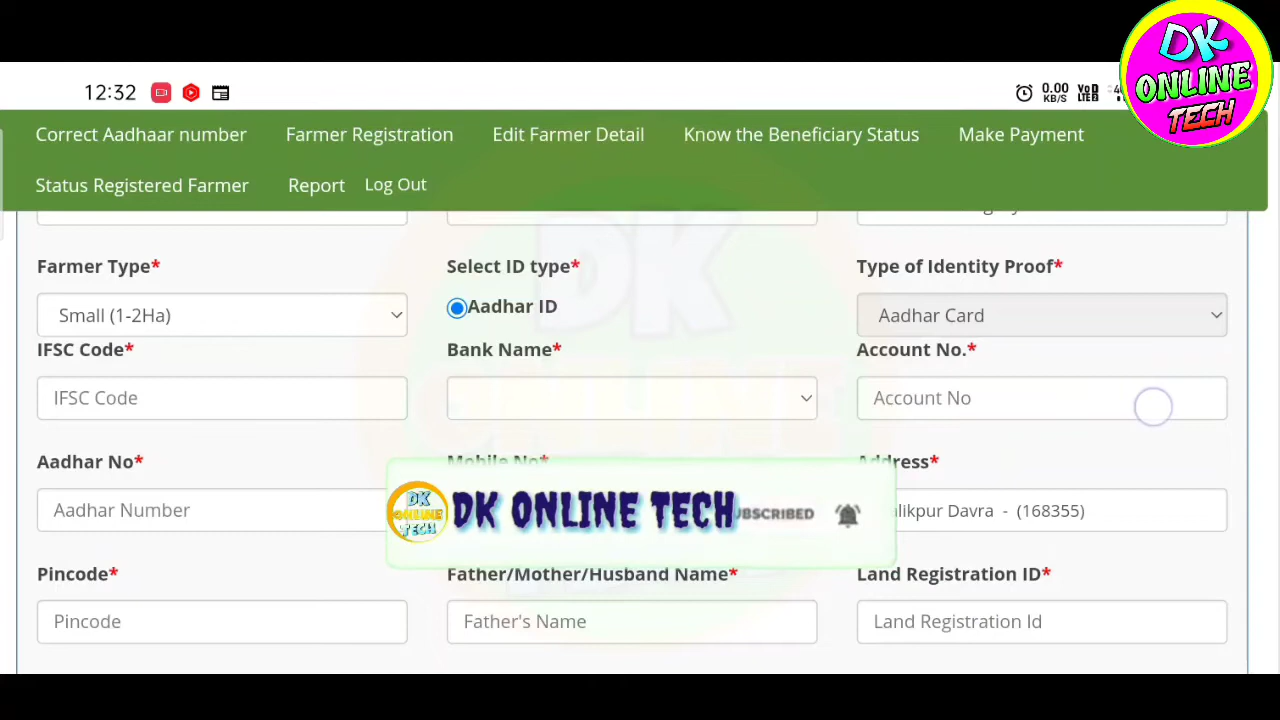 DK
ONLINE
TECH
12:32
0.00
KB/S
Correct Aadhaar number Farmer Registration Edit Farmer Detail Know the Beneficiary Status Make Payment
Status Registered Farmer Report Log Out
Farmer Type* Select ID type* Type of Identity Proof*
Small (1-2Ha) Aadhar ID Aadhar Card
IFSC Code* Bank Name* Account No.*
IFSC Code Account No
Aadhar No* Mobile No* Address*
Aadhar Number Davra - (168355)
DK ONLINE TECH
DK
ONLINE
TECH
Pincode* Father/Mother/Husband Name* Land Registration ID*
Pincode Father's Name Land Registration Id